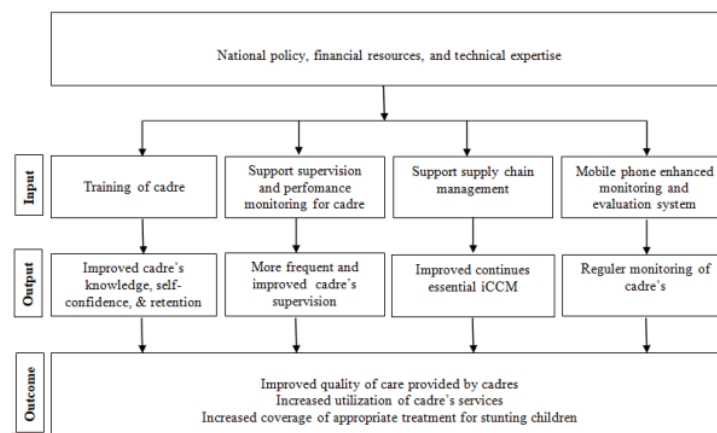 National policy, financial resources, and technical expertise
Input
Training of cadre
Support supervision
and perfomance
monitoring for cadre
Support supply chain
management
Mobile phone enhanced
monitoring and
evaluation system
Output
Improved cadre's
knowledge, self-
confidence, & retention
More frequent and
improved cadre's
supervision
Improved continues
essential iCCM
Reguler monitoring of
cadre's
Outcome
Improved quality of care provided by cadres
Increased utilization of cadre's services
Increased coverage of appropriate treatment for stunting children